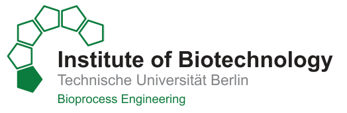 Institute of Biotechnology
Technische Universität Berlin
Bioprocess Engineering